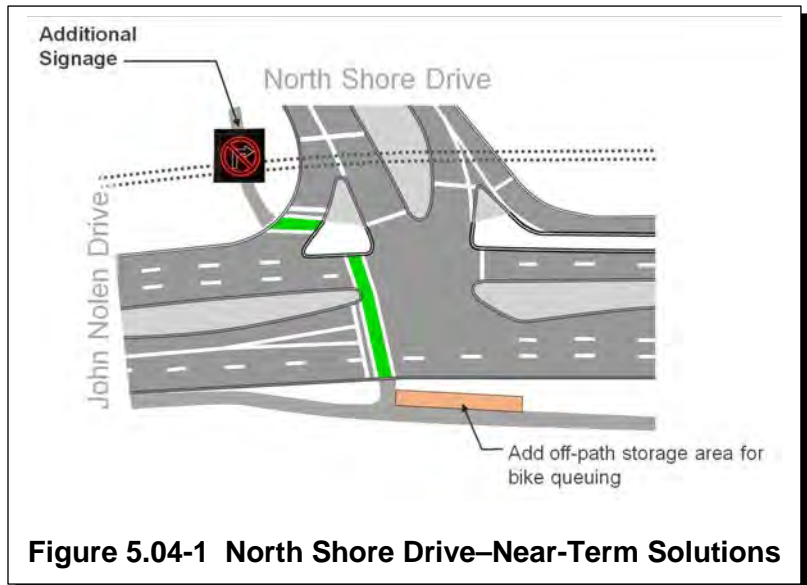 Additional
Signage
North Shore Drive
John Nolen Drive
Add off-path storage area for
bike queuing
Figure 5.04-1 North Shore Drive–Near-Term Solutions